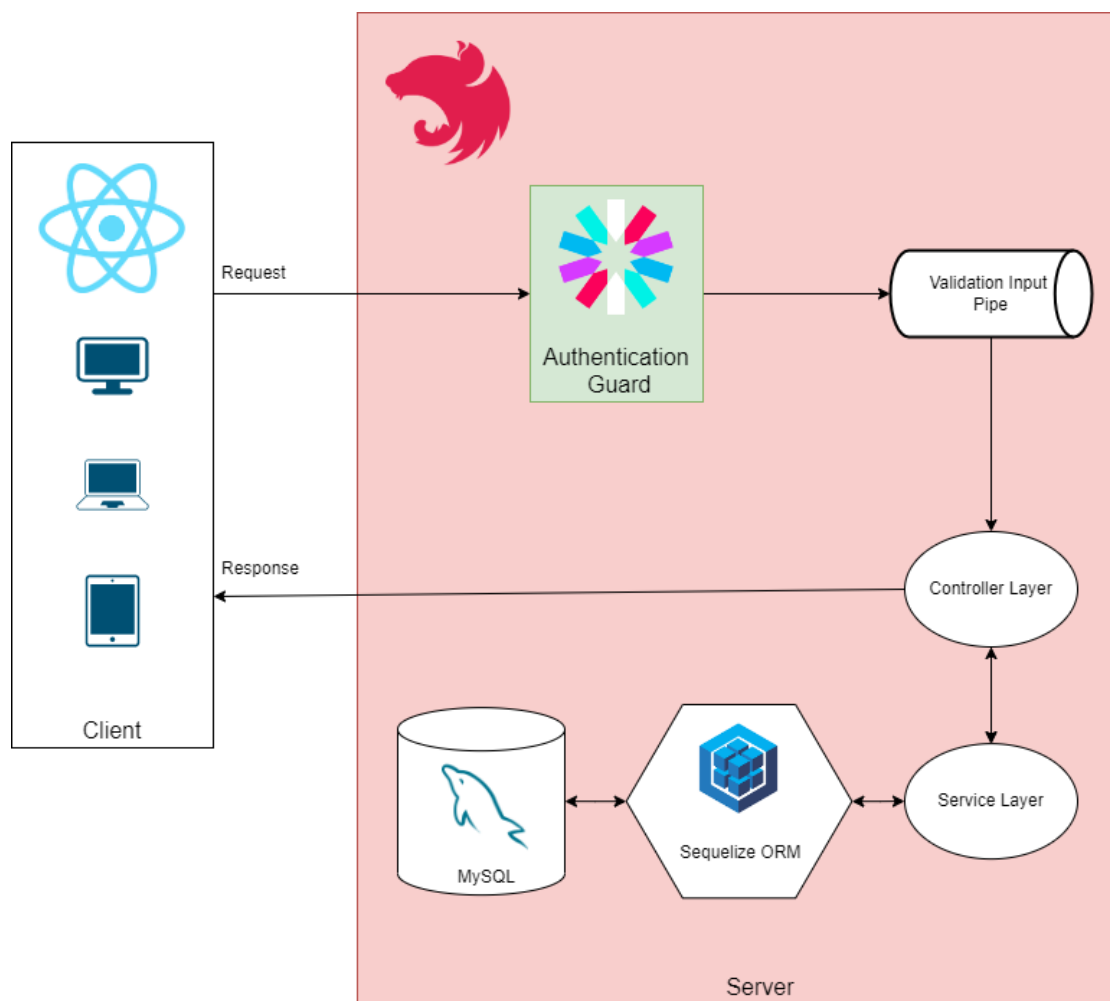 Request
Authentication
Guard
Validation Input
Pipe
Response
Controller Layer
Client
MySQL
Sequelize ORM
Service Layer
Server